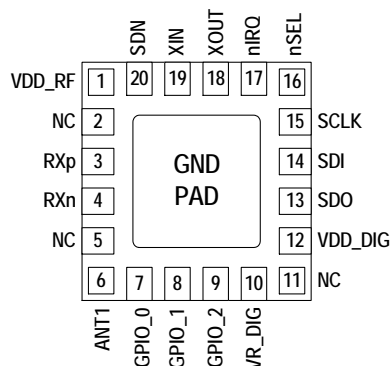 SDN
XIN
XOUT
nIRQ
nSEL
20
19
18
17
16
VDD_RF
1
NC
2
RXp
3
RXn
4
NC
5
6
ANT1
GND
PAD
15
SCLK
14
SDI
13
SDO
12
VDD_DIG
11
NC
7
8
9
10
GPIO_0
GPIO_1
GPIO_2
VR_DIG